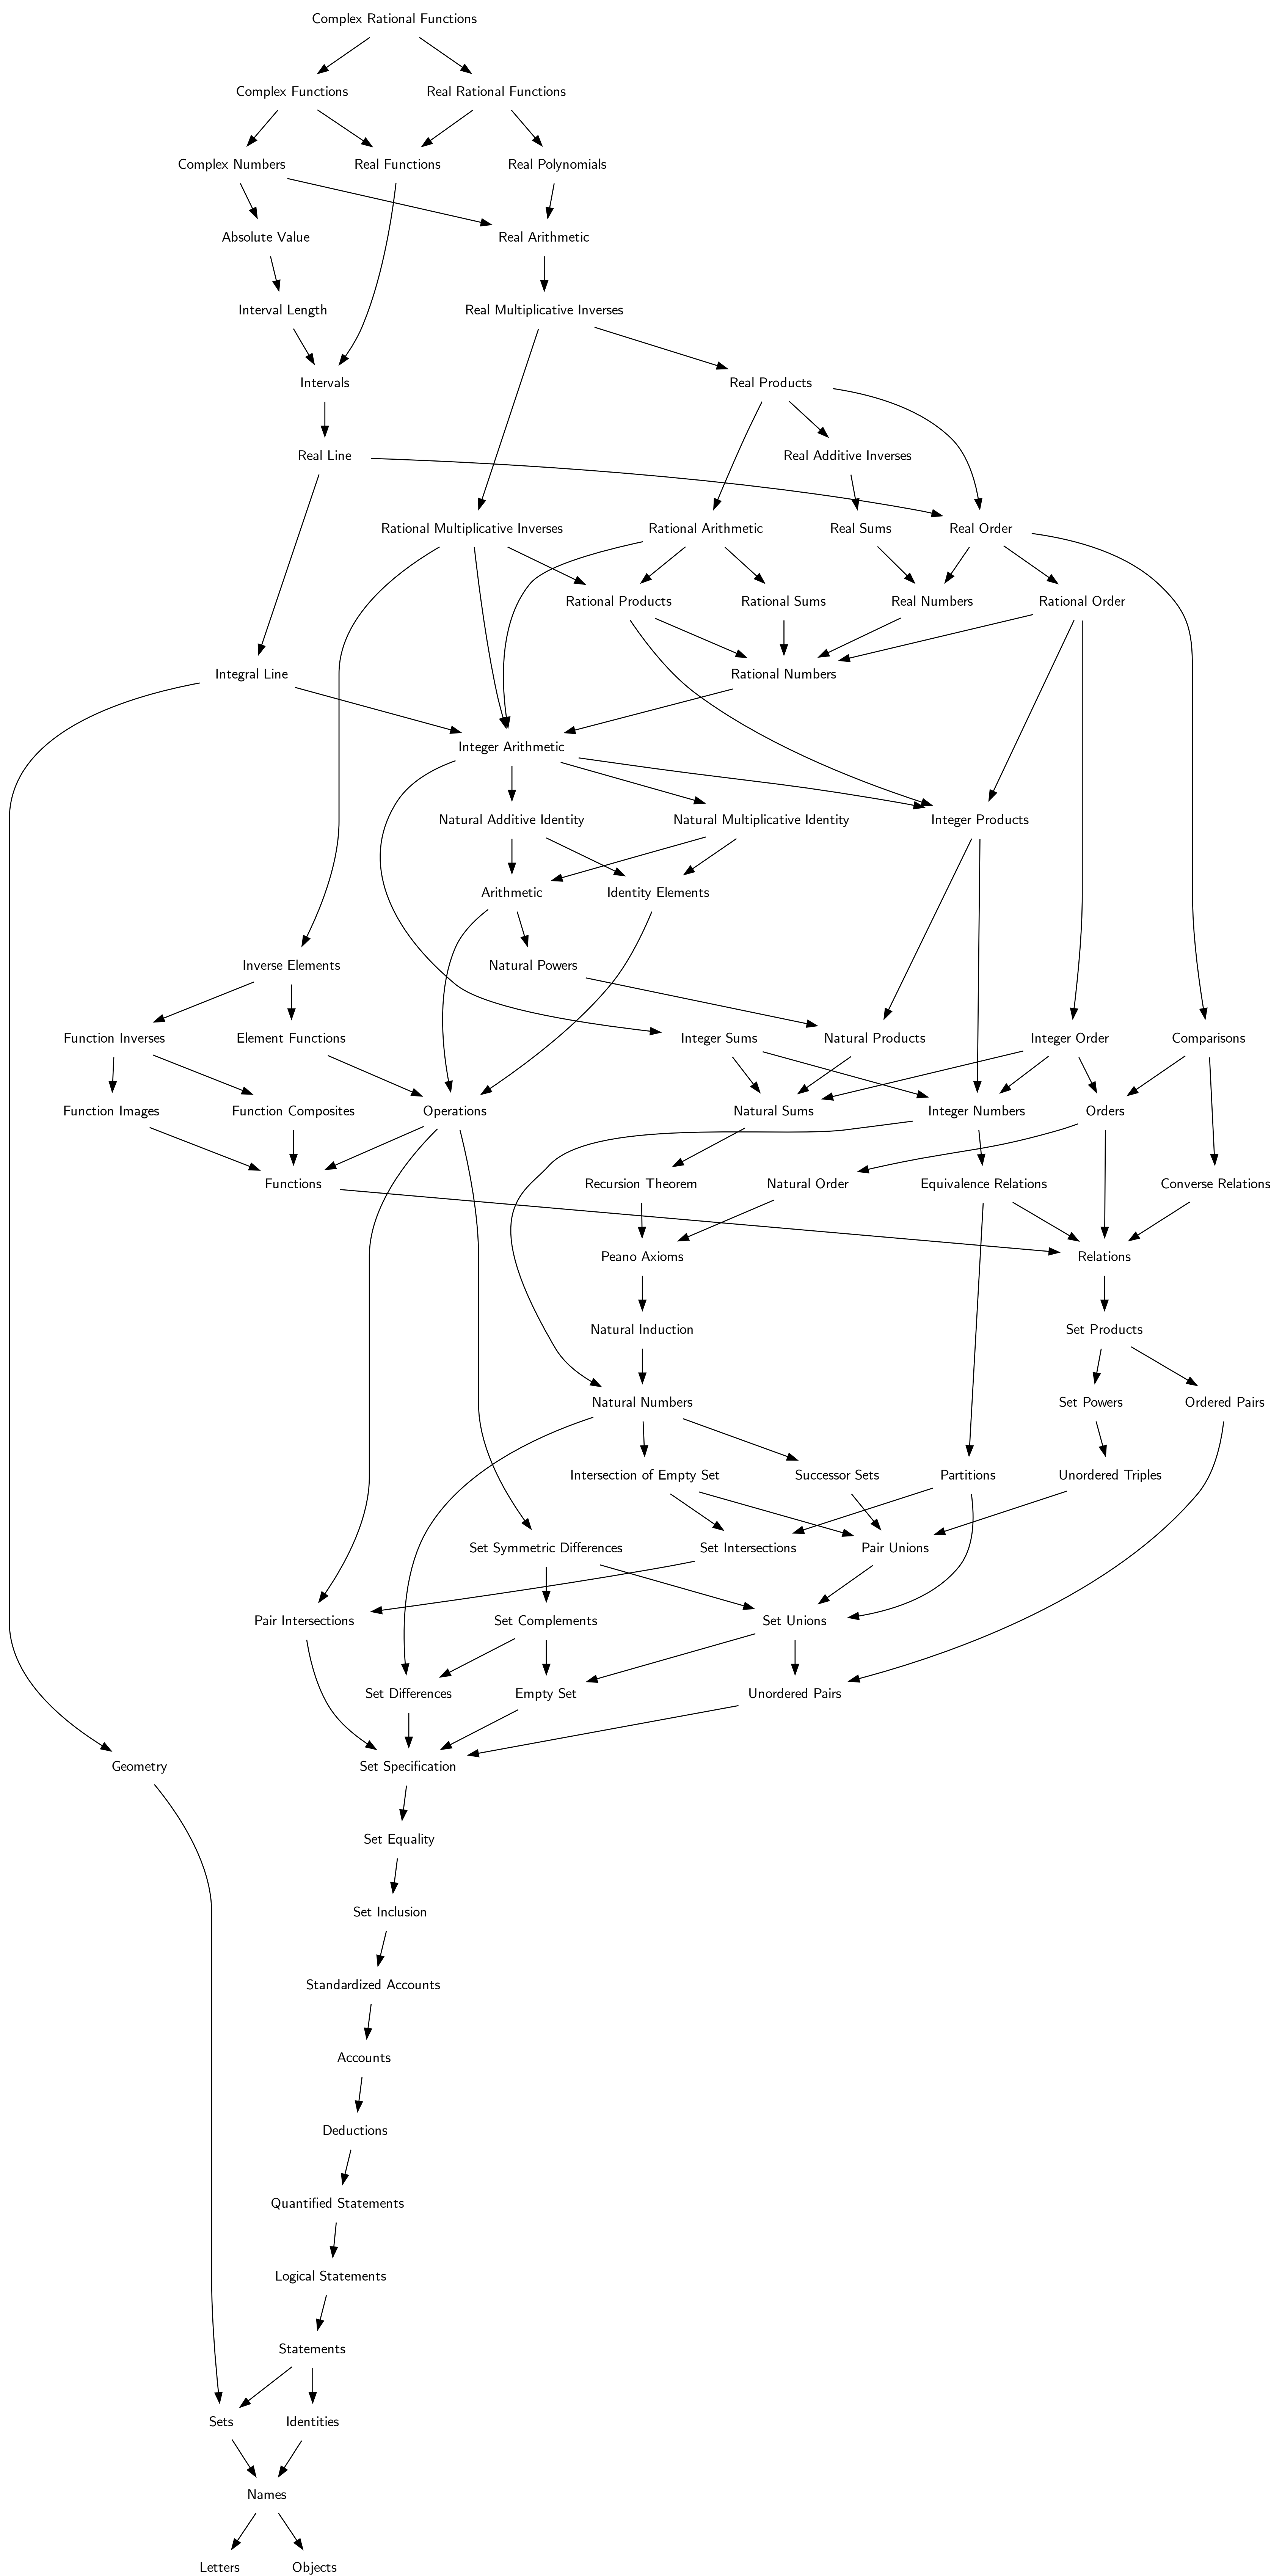 Complex Rational Functions
Complex Functions
Real Rational Functions
Complex Numbers
Real Functions
Real Polynomials
Absolute Value
Real Arithmetic
Interval Length
Real Multiplicative Inverses
Intervals
Real Products
Real Line
Real Additive Inverses
Rational Multiplicative Inverses
Rational Arithmetic
Real Sums
Real Order
Rational Products
Rational Sums
Real Numbers
Rational Order
Integral Line
Rational Numbers
Integer Arithmetic
Natural Additive Identity
Natural Multiplicative Identity
Integer Products
Arithmetic
Identity Elements
Inverse Elements
Natural Powers
Function Inverses
Element Functions
Integer Sums
Natural Products
Integer Order
Comparisons
Function Images
Function Composites
Operations
Natural Sums
Integer Numbers
Orders
Functions
Recursion Theorem
Natural Order
Equivalence Relations
Converse Relations
Peano Axioms
Relations
Natural Induction
Set Products
Natural Numbers
Set Powers
Ordered Pairs
Intersection of Empty Set
Successor Sets
Partitions
Unordered Triples
Set Symmetric Differences
Set Intersections
Pair Unions
Pair Intersections
Set Complements
Set Unions
Set Differences
Empty Set
Unordered Pairs
Geometry
Set Specification
Set Equality
Set Inclusion
Standardized Accounts
Accounts
Deductions
Quantified Statements
Logical Statements
Statements
Sets
Identities
Names
Letters
Objects